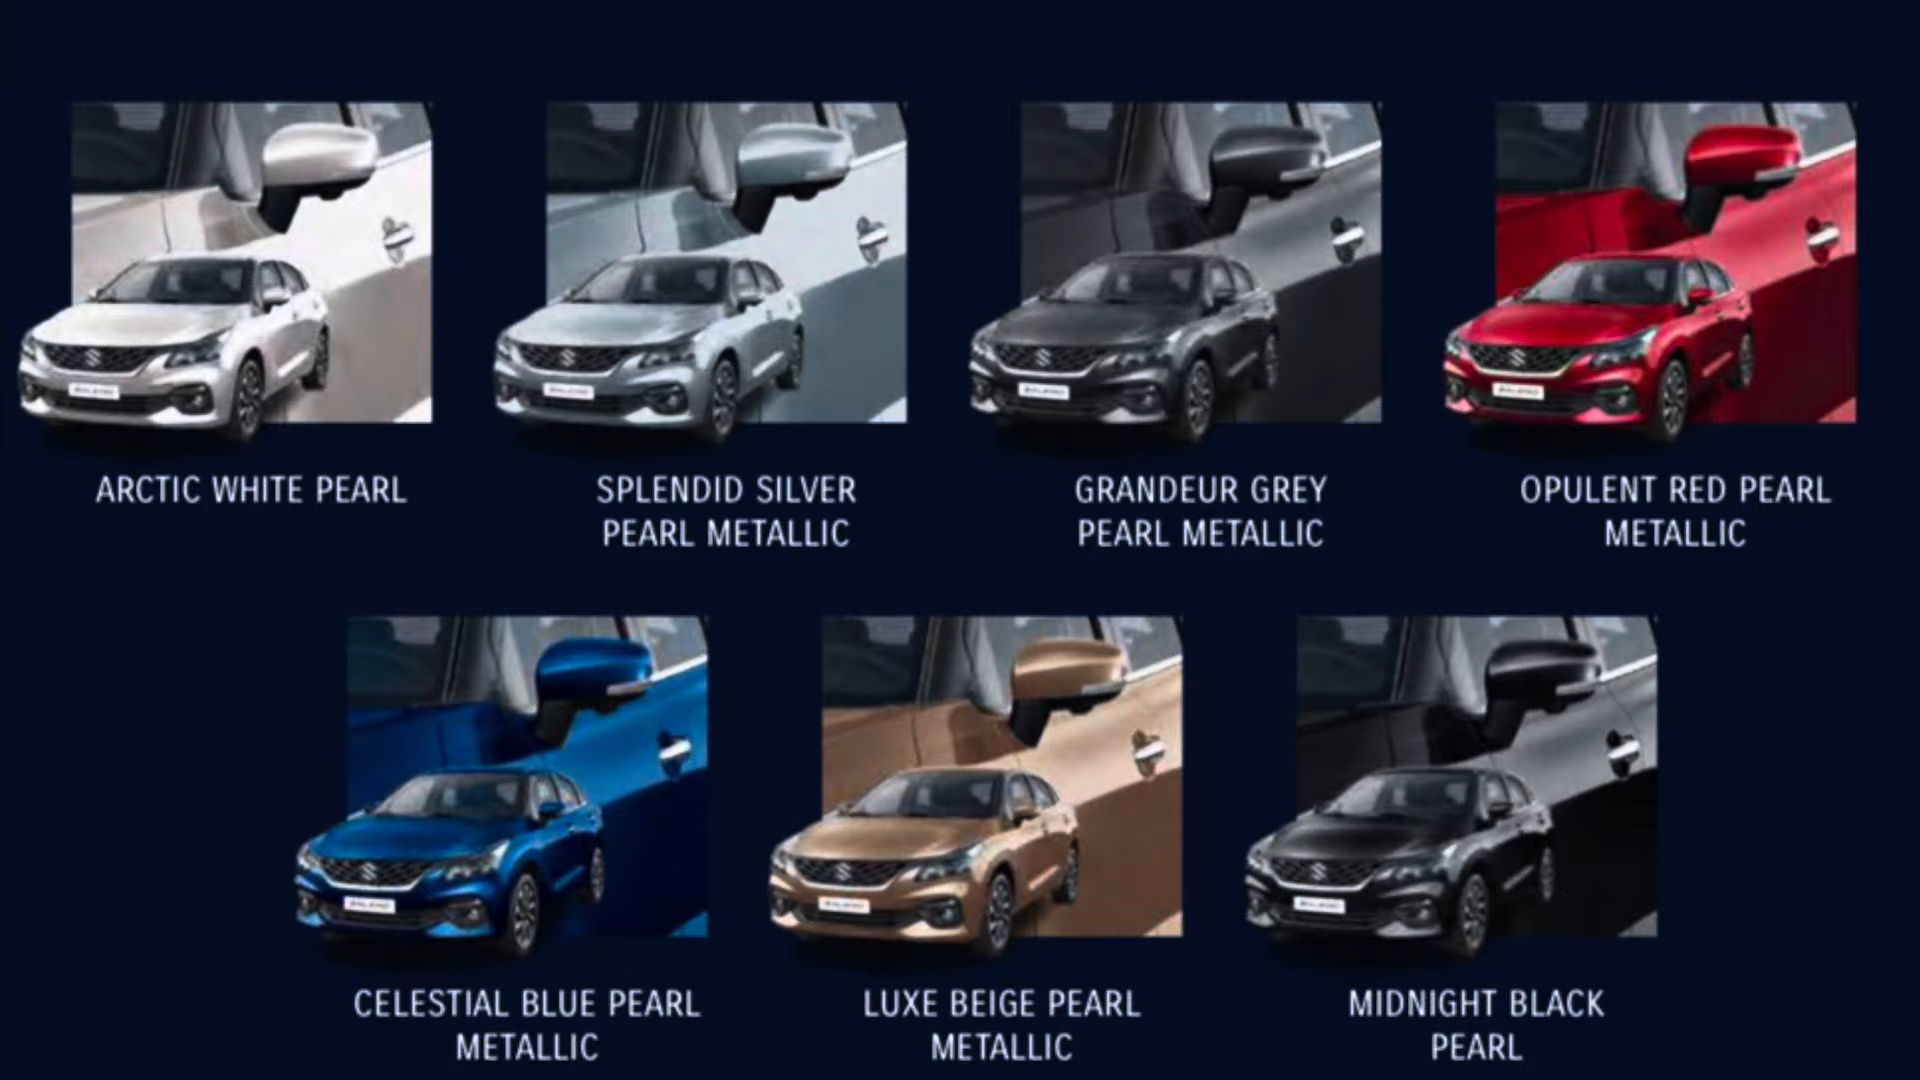 ARCTIC WHITE PEARL
SPLENDID SILVER
PEARL METALLIC
GRANDEUR GREY
PEARL METALLIC
OPULENT RED PEARL
METALLIC
CELESTIAL BLUE PEARL
METALLIC
LUXE BEIGE PEARL
METALLIC
MIDNIGHT BLACK
PEARL